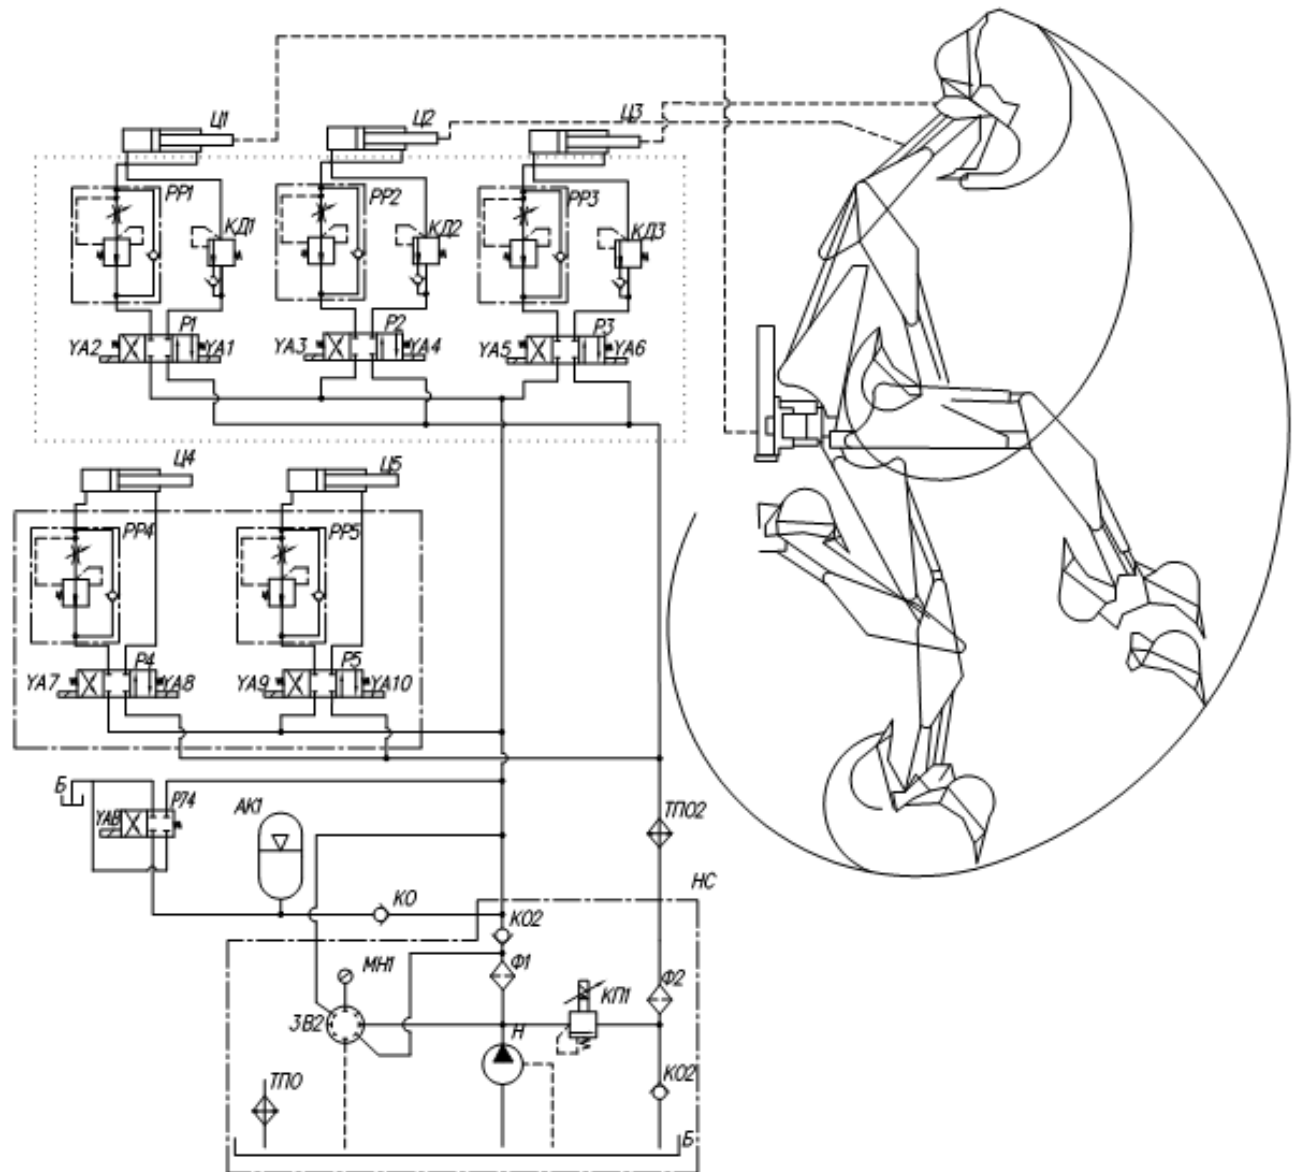 Ц1
Ц2
Ц3
РР1
РР2
РР3
КД1
КД2
КД3
Р1
Р2
Р3
YA2
YA1
YA3
YA4
YA5
YA6
Ц4
Ц5
РР4
РР5
Р4
Р5
YA7
YA8
YA9
YA10
Б
Р74
YAB
АК1
ТПО2
НС
КО
КО2
МН1
Ф1
Ф2
КП1
ЗВ2
Н
ТПО
КО2
Б